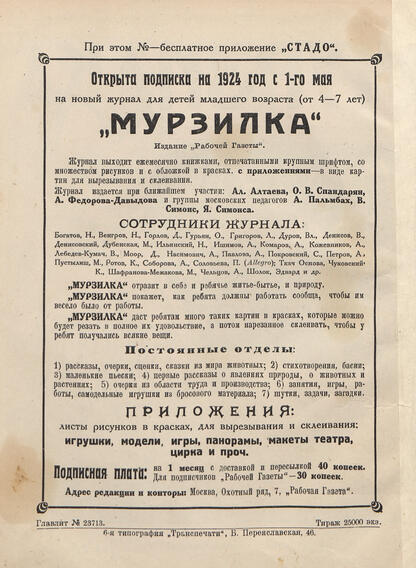 При этом №—бесплатное приложение „СТАДО“.
Открыта подписка на 1924 год с 1-го мая
на новый журнал для детей младшего возраста (от 4—7 лет)
„МУРЗИЛКА“
Издание „Рабочей Газеты“.
Журнал выходит ежемесячно книжками, отпечатанными крупным шрифтом, со
множеством рисунков и с обложкой в красках. с приложениями—в виде кар-
тин для вырезывания и склеивания.
Журнал издается при ближайшем участии: Ал. Алтаева, О. В. Спандарян,
А. Федорова-Давыдова и группы московских педагогов А. Пальмбах, В.
Симонс, Я. Симонса.
СОТРУДНИКИ ЖУРНАЛА:
Богатов, Н., Венгров, Н., Гордов, Д., Гурьев, О., Григоров, Л., Дуров, Вл., Денисов, В.,
Денисовский, Дубенская, М., Ильинский, Н., Ишимов, А., Комаров, А., Кожевников, А.,
Лебедев-Кумач, В., Моор, Д., Насимович, А., Павлова, А., Покровский, С., Петров, А.,
Пустылиц, М., Ротов, К., Соборова, А., Соловьева, П. (Allegro); Ткач Основа, Чуковский
К., Шафранова-Межакова, М., Чельцов, А., Шолок, Эдвард и др.
„МУРЗИЛКА“ отразит в себе ребячье житье-бытье, и природу.
„МУРЗИЛКА“ покажет, как ребята должны работать сообща, чтобы им
весело было от работы.
„МУРЗИЛКА“ даст ребятам много таких картин в красках, которые можно
будет резать в полное их удовольствие, а потом нарезанное склеивать, чтобы у
ребят получались всякие вещи.
Постоянные отделы:
1) рассказы, очерки, сценки, сказки из мира животных; 2) стихотворения, басни;
3) маленькие пьески; 4) первые рассказы о явлениях природы, о животных и
растениях; 5) очерки из области труда и производства; 6) занятия, игры, ра-
боты, самодельные игрушки из бросового материала; 7) шутки, задачи, загадки.
ПРИЛОЖЕНИЯ:
листы рисунков в красках, для вырезывания и склеивания:
игрушки, модели, игры, панорамы, макеты театра,
цирка и проч.
Подписная плата: на 1 месяц с доставкой и пересылкой 40 копеек.
Для подписчиков „Рабочей Газеты“—30 копеек.
Адрес редакции и конторы: Москва, Охотный ряд, 7, „Рабочая Газета“.
Главлит № 23713. Тираж 25000 экз.
6-я типография „Транспечати“, Б. Переяславская, 46.